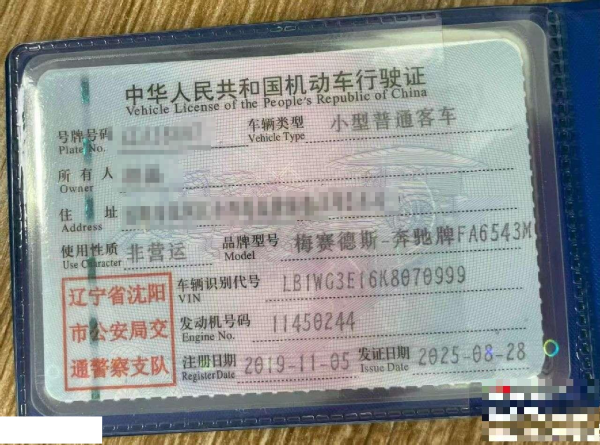 中华人民共和国机动车行驶证
Vehicle License of the People's Republic of China
号牌号码 车辆类型 小型普通客车
Plate No. Vehicle Type
所有人
Owner
住址
Address
使用性质 非营运 品牌型号 梅赛德斯-奔驰牌FA6543M
Use Character Model
辽宁省沈阳
市公安局交
通警察支队
车辆识别代号 LB1WG3E16K8070999
VIN
发动机号码 11450244
Engine No.
注册日期 2019-11-05 发证日期 2025-08-28
Register Date Issue Date